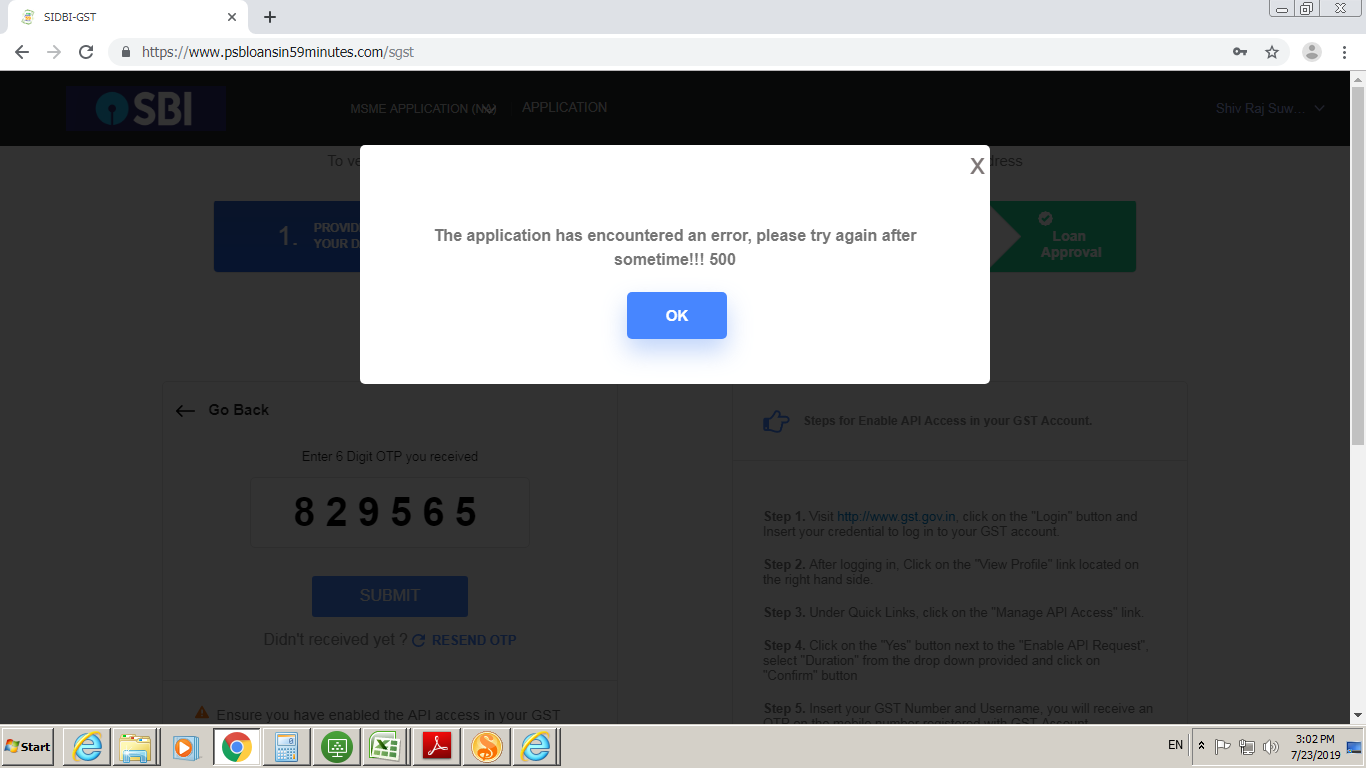 SIDBI-GST
https://www.psbloansin59minutes.com/sgst
SBI
MSME APPLICATION
APPLICATION
Shiv Raj Suw...
To
X
The application has encountered an error, please try again after
sometime!!! 500
OK
1.
Loan
Approval
Go Back
Enter 6 Digit OTP you received
8 2 9 5 6 5
SUBMIT
Didn't received yet ? RESEND OTP
Ensure you have enabled the API access in your GST
Steps for Enable API Access in your GST Account.
Step 1. Visit http://www.gst.gov.in, click on the "Login" button and
Insert your credential to log in to your GST account.
Step 2. After logging in, Click on the "View Profile" link located on
the right hand side.
Step 3. Under Quick Links, click on the "Manage API Access" link.
Step 4. Click on the "Yes" button next to the "Enable API Request",
select "Duration" from the drop down provided and click on
"Confirm" button
Step 5. Insert your GST Number and Username, you will receive an
OTP on the mobile number registered with GST Account
Start
EN
3:02 PM
7/23/2019